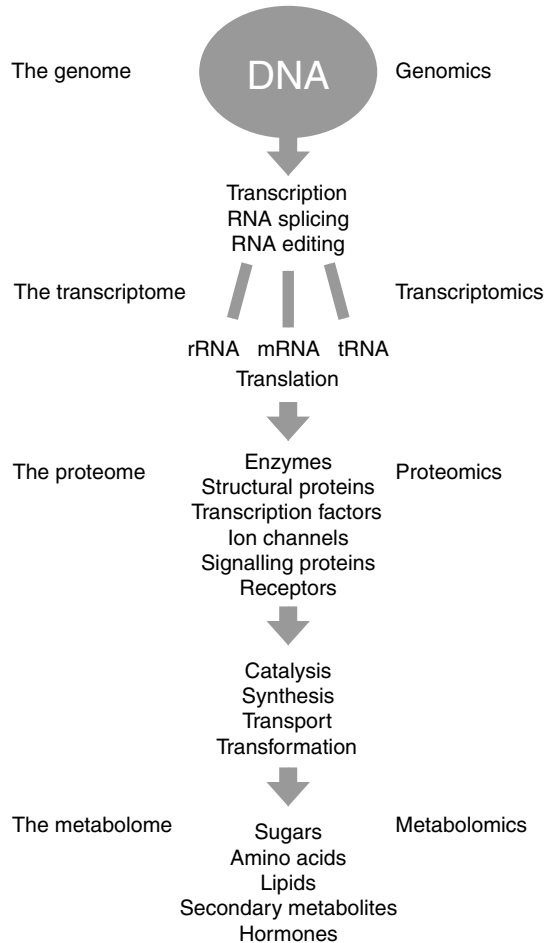 The genome DNA Genomics
Transcription
RNA splicing
RNA editing
The transcriptome Transcriptomics
rRNA mRNA tRNA
Translation
Enzymes
The proteome Structural proteins Proteomics
Transcription factors
Ion channels
Signalling proteins
Receptors
Catalysis
Synthesis
Transport
Transformation
The metabolome Sugars Metabolomics
Amino acids
Lipids
Secondary metabolites
Hormones